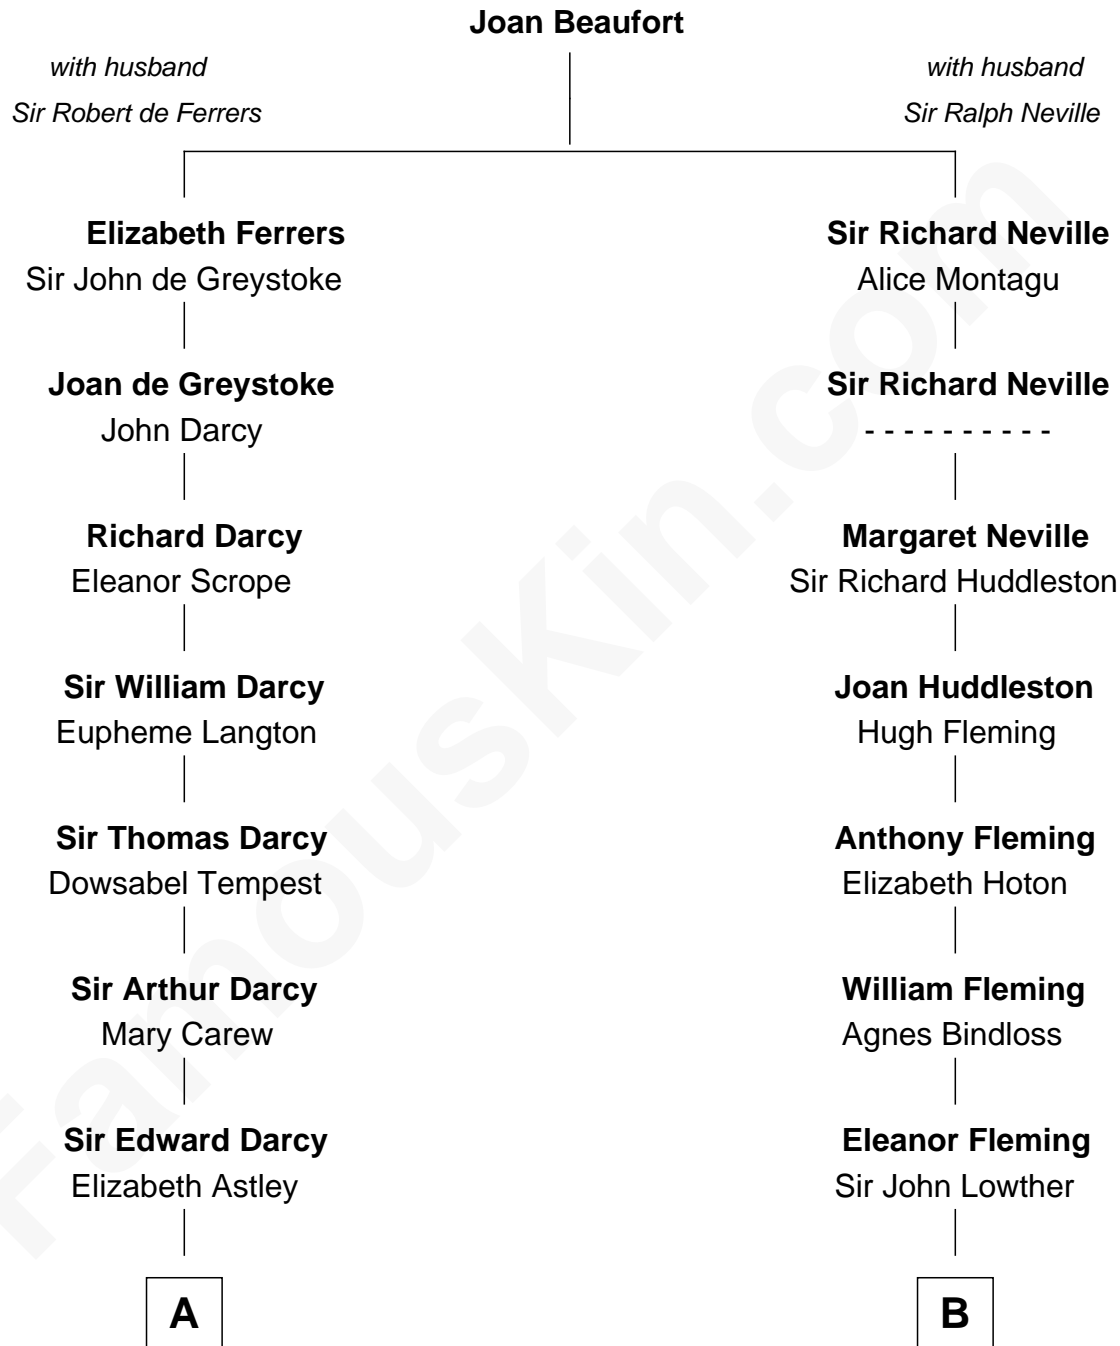 Joan Beaufort
with husband
Sir Robert de Ferrers
with husband
Sir Ralph Neville
Elizabeth Ferrers
Sir John de Greystoke
Joan de Greystoke
John Darcy
Richard Darcy
Eleanor Scrope
Sir William Darcy
Eupheme Langton
Sir Thomas Darcy
Dowsabel Tempest
Sir Arthur Darcy
Mary Carew
Sir Edward Darcy
Elizabeth Astley
A
Sir Richard Neville
Alice Montagu
Sir Richard Neville
- - - - - - - - - -
Margaret Neville
Sir Richard Huddleston
Joan Huddleston
Hugh Fleming
Anthony Fleming
Elizabeth Hoton
William Fleming
Agnes Bindloss
Eleanor Fleming
Sir John Lowther
B
FamousKin.com